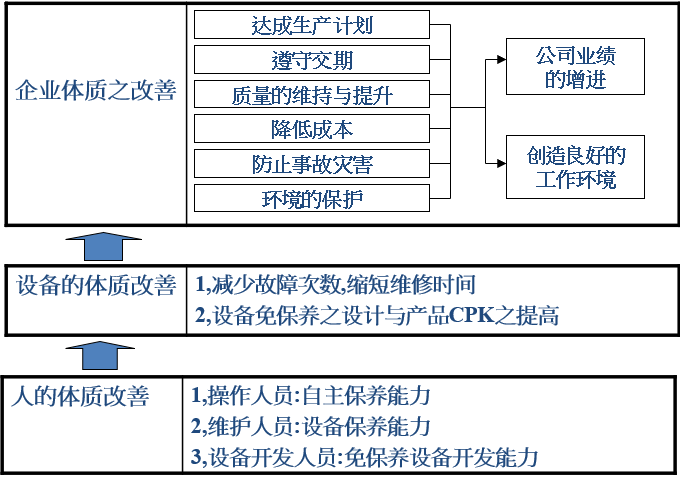 企业体质之改善
达成生产计划
遵守交期
质量的维持与提升
降低成本
防止事故灾害
环境的保护
公司业绩
的增进
创造良好的
工作环境
设备的体质改善
1,减少故障次数,缩短维修时间
2,设备免保养之设计与产品CPK之提高
人的体质改善
1,操作人员:自主保养能力
2,维护人员:设备保养能力
3,设备开发人员:免保养设备开发能力